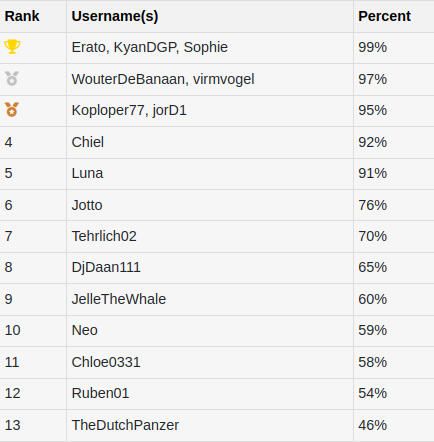 Rank Username(s) Percent
Erato, KyanDGP, Sophie 99%
WouterDeBanaan, virmvogel 97%
Koploper77, jorD1 95%
4 Chiel 92%
5 Luna 91%
6 Jotto 76%
7 Tehrlich02 70%
8 DjDaan111 65%
9 JelleTheWhale 60%
10 Neo 59%
11 Chloe0331 58%
12 Ruben01 54%
13 TheDutchPanzer 46%